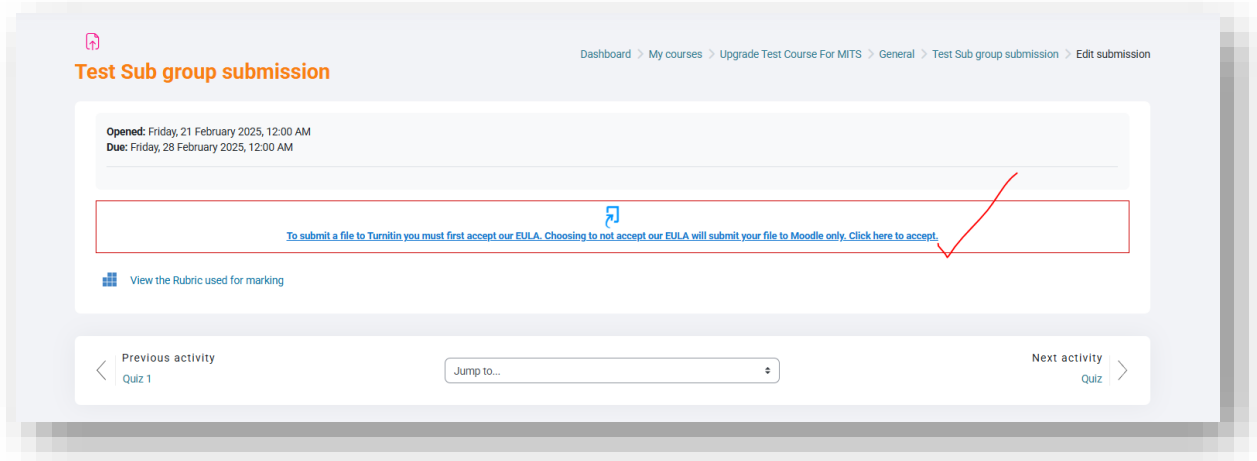 Dashboard > My courses > Upgrade Test Course For MITS > General > Test Sub group submission > Edit submission
Test Sub group submission
Opened: Friday, 21 February 2025, 12:00 AM
Due: Friday, 28 February 2025, 12:00 AM
To submit a file to Turnitin you must first accept our EULA. Choosing to not accept our EULA will submit your file to Moodle only. Click here to accept.
View the Rubric used for marking
Previous activity
Quiz 1
Jump to...
Next activity
Quiz